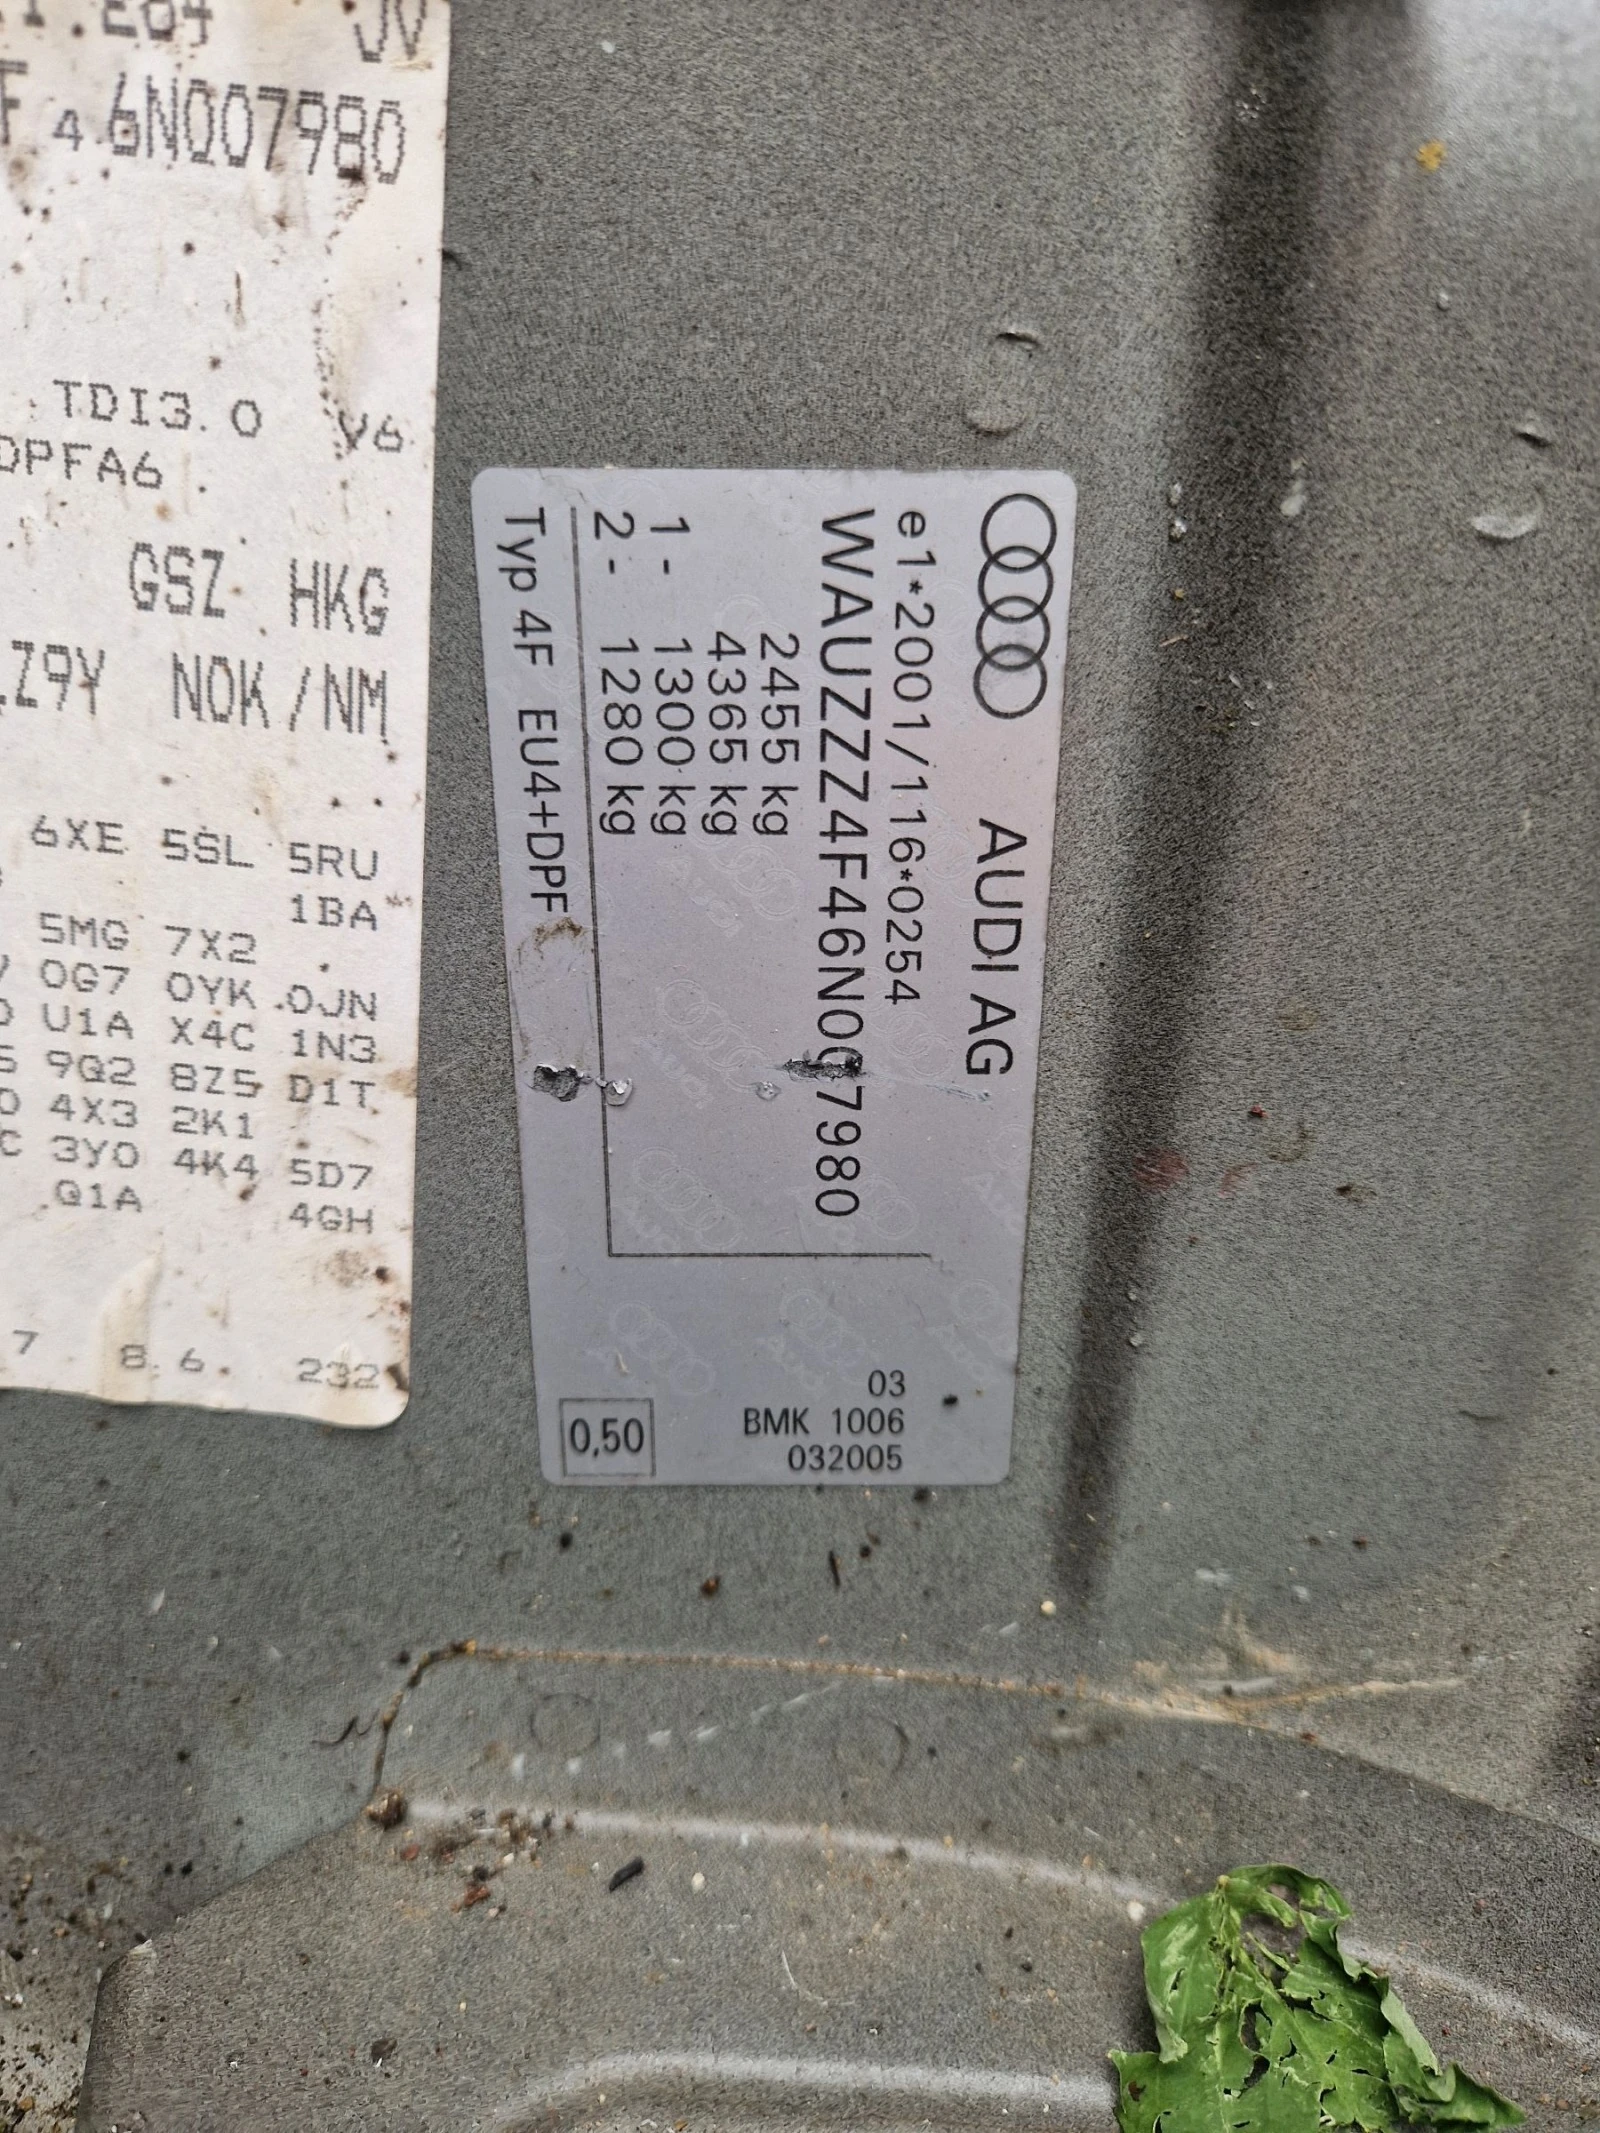 6N007980
TDI3.0 V6
DPFA6
GSZ HKG
Z9Y NOK/NM
6XE 5SL 5RU
1BA
5MG 7X2
0G7 0YK 0JN
U1A X4C 1N3
9Q2 8Z5 D1T
4X3 2K1
3Y0 4K4 5D7
Q1A 4GH
7 8.6 232
AUDI AG
e1*2001/116*0254
WAUZZZ4F46N007980
2455 kg
4365 kg
1- 1300 kg
2- 1280 kg
Typ 4F EU4+DPF
03
BMK 1006
032005
0,50